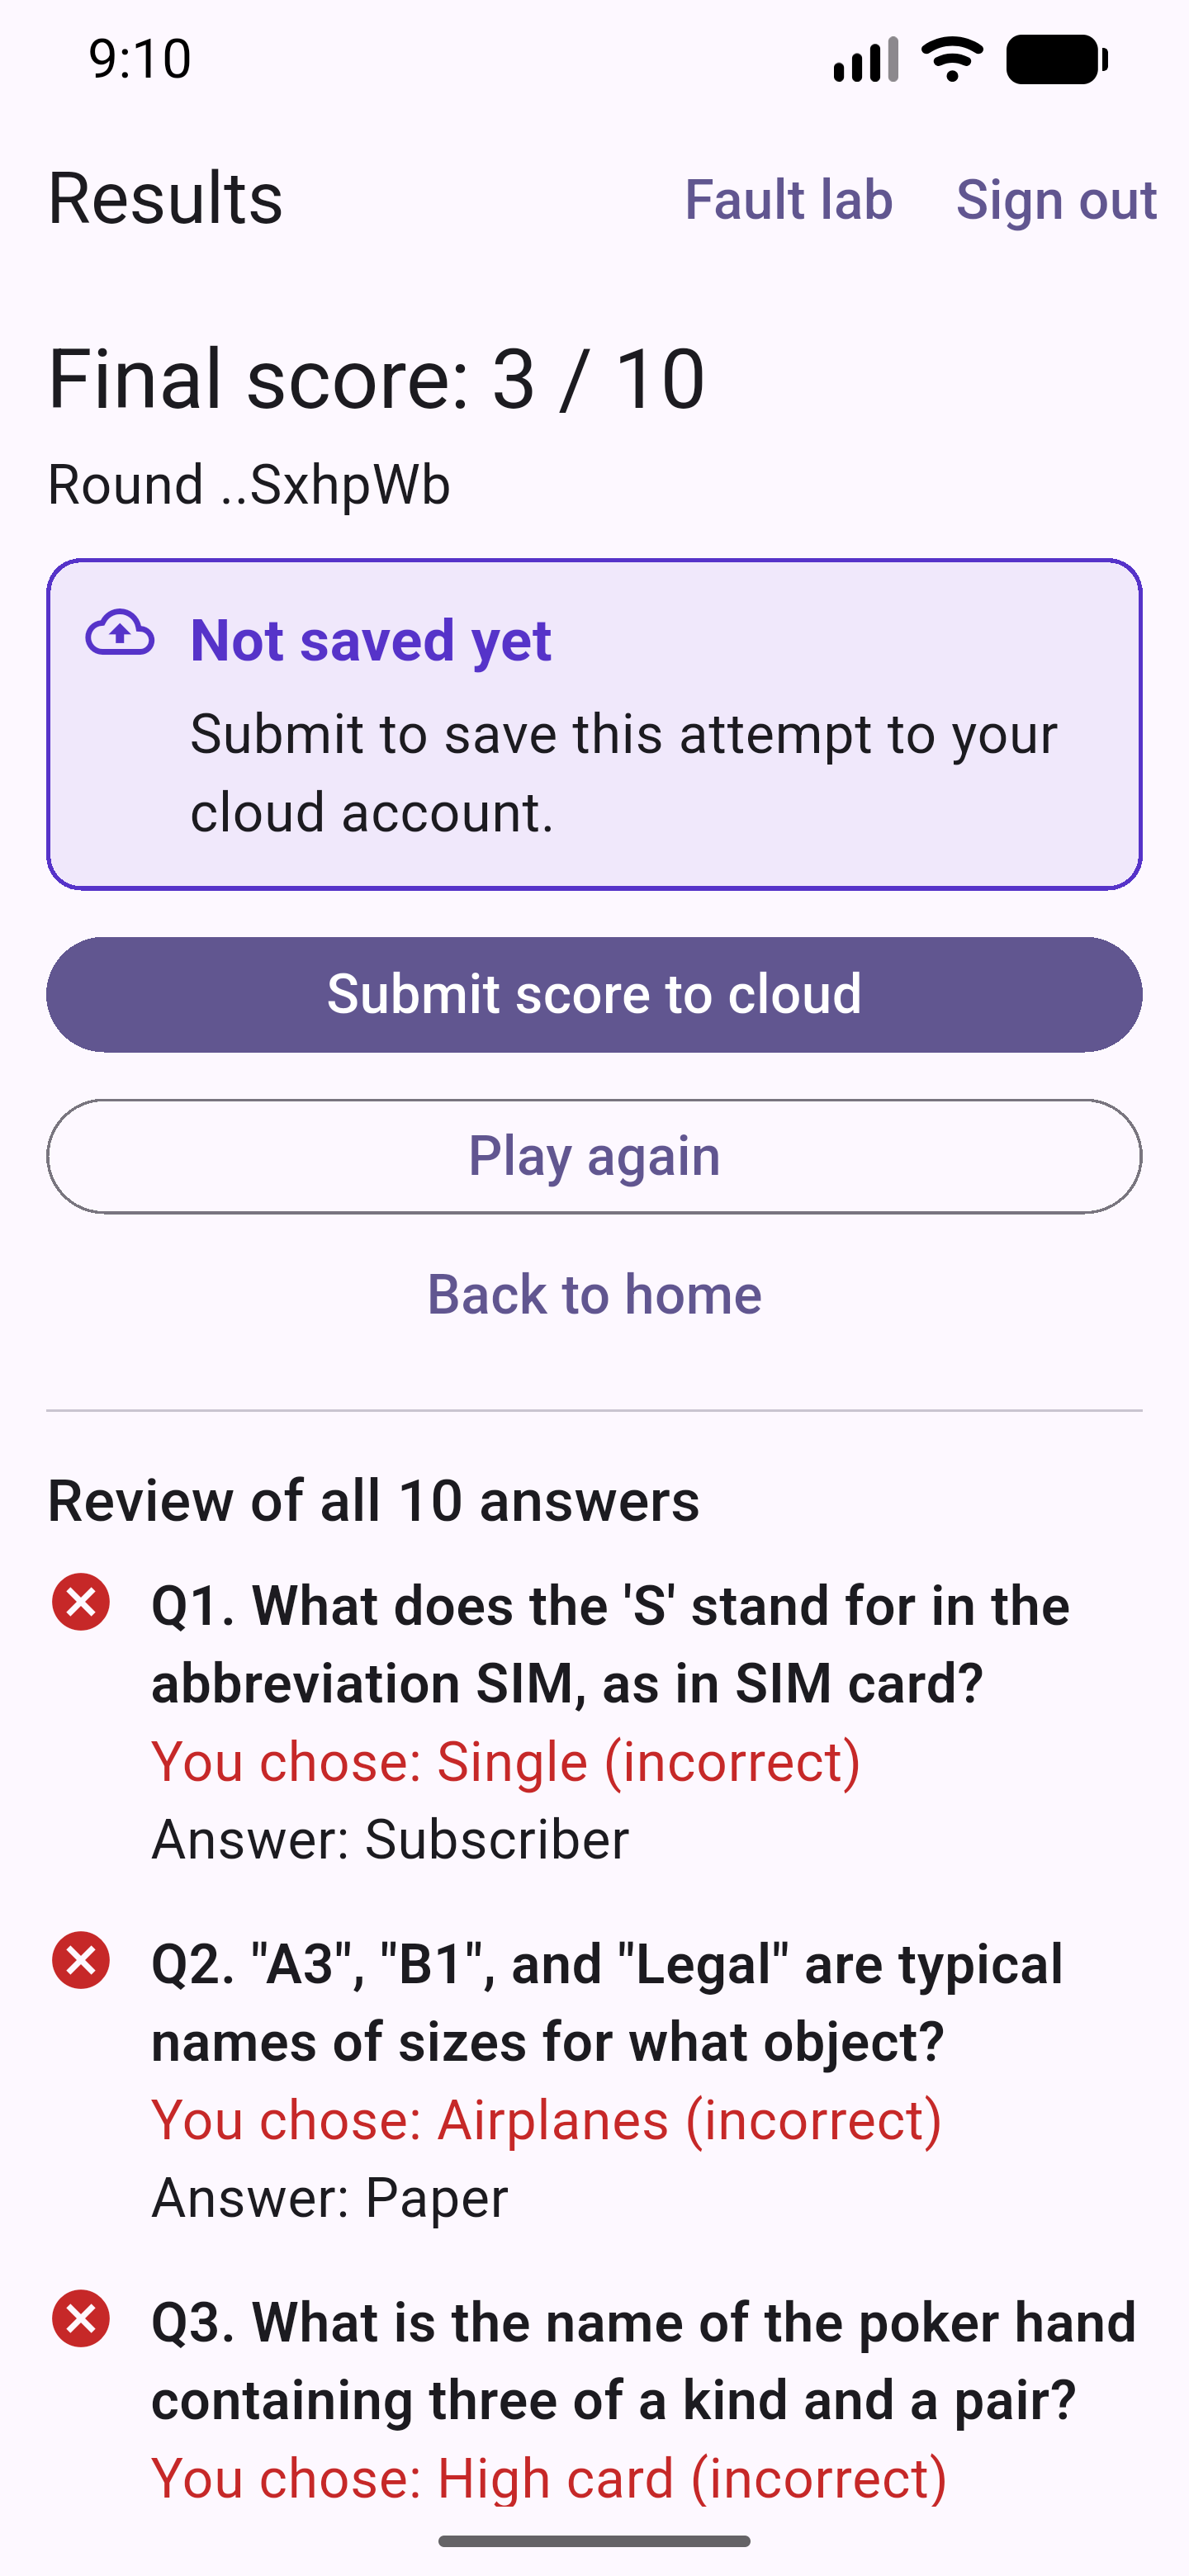 9:10
Results
Fault lab
Sign out
Final score: 3 / 10
Round ..SxhpWb
Not saved yet
Submit to save this attempt to your
cloud account.
Submit score to cloud
Play again
Back to home
Review of all 10 answers
Q1. What does the 'S' stand for in the
abbreviation SIM, as in SIM card?
You chose: Single (incorrect)
Answer: Subscriber
Q2. "A3", "B1", and "Legal" are typical
names of sizes for what object?
You chose: Airplanes (incorrect)
Answer: Paper
Q3. What is the name of the poker hand
containing three of a kind and a pair?
You chose: High card (incorrect)